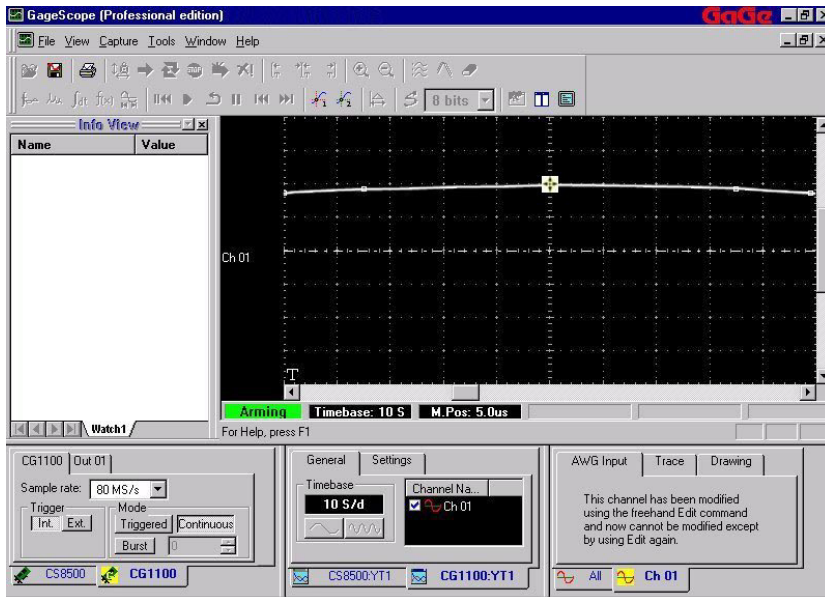 GageScope (Professional edition)
GaGe
File View Capture Tools Window Help
8 bits
Info View
Name Value
Ch 01
T
Arming Timebase: 10 S M.Pos: 5.0us
Watch1
For Help, press F1
CG1100 Out 01
Sample rate: 80 MS/s
Trigger
Int. Ext.
Mode
Triggered Continuous
Burst 0
CS8500 CG1100
General Settings
Timebase
10 S/d
Channel Na...
Ch 01
CS8500:YT1 CG1100:YT1
AWG Input Trace Drawing
This channel has been modified
using the freehand Edit command
and now cannot be modified except
by using Edit again.
All Ch 01